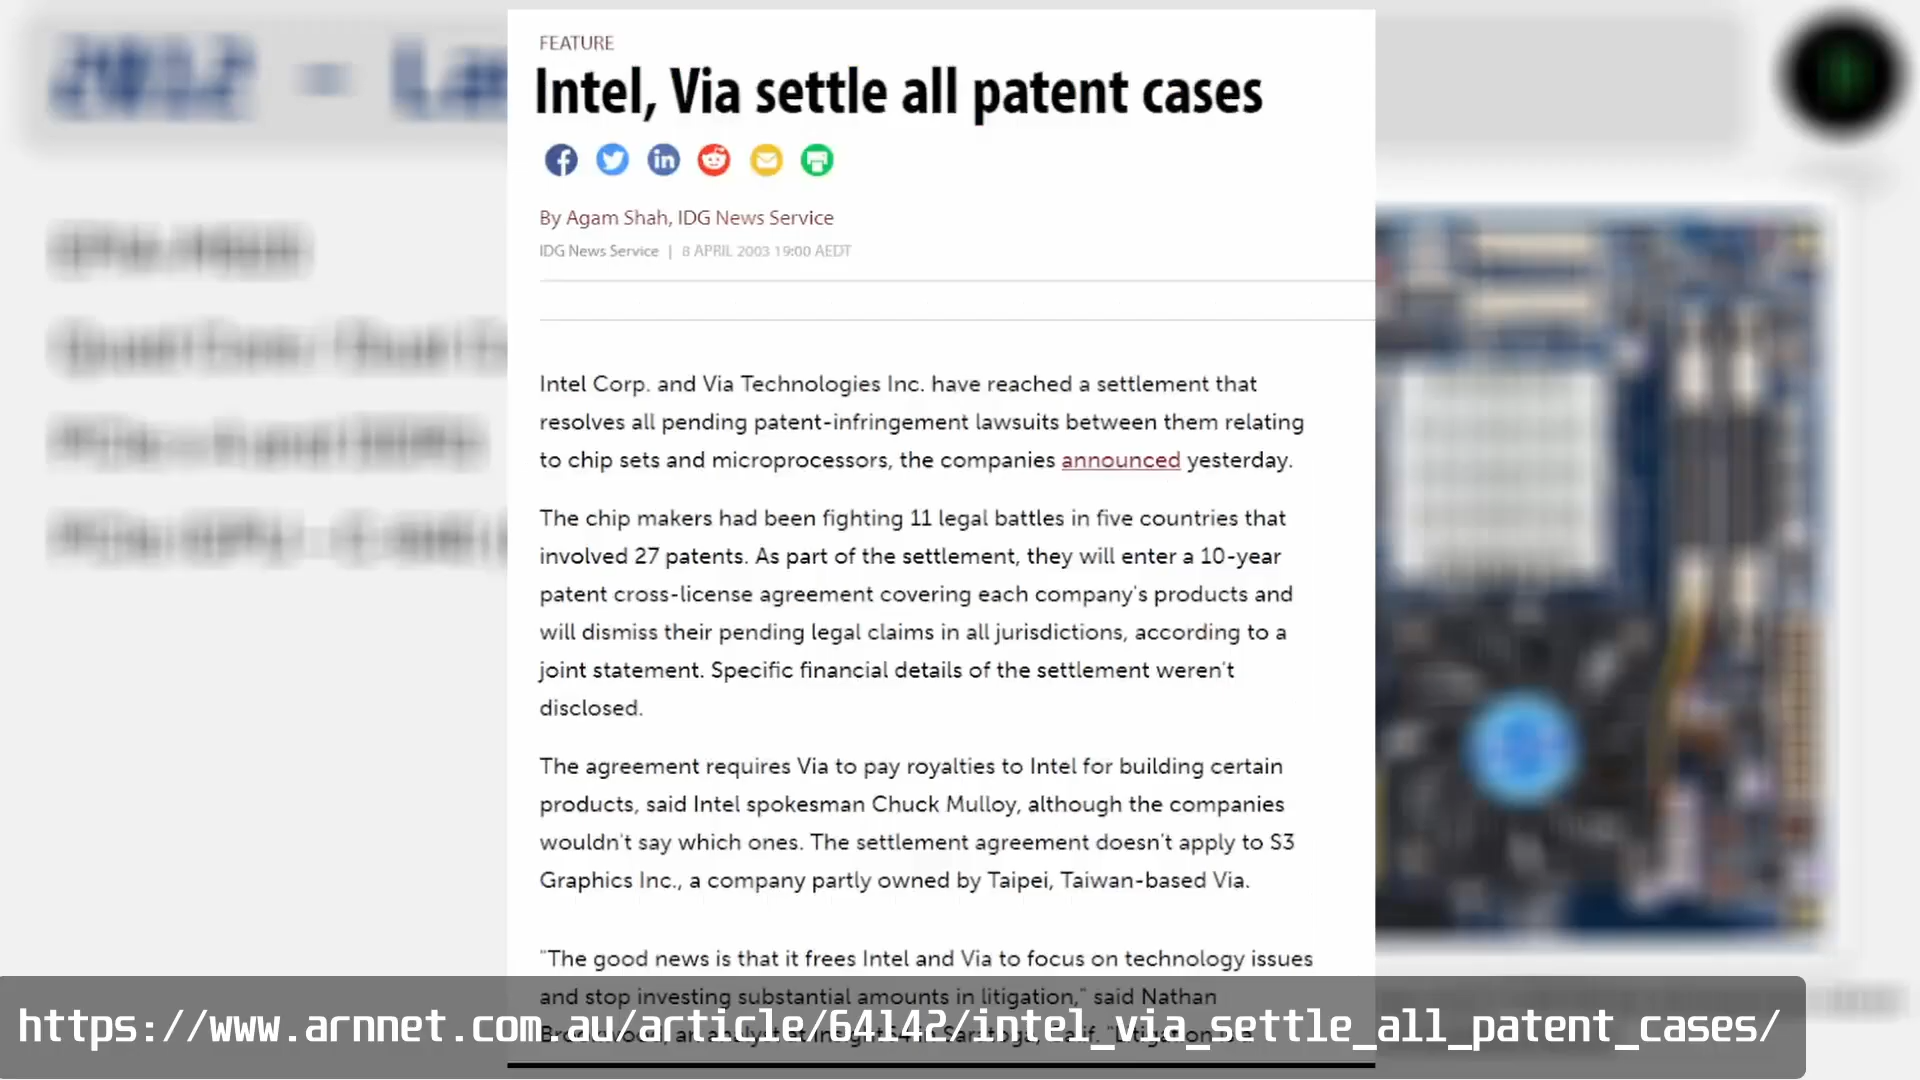 FEATURE
Intel, Via settle all patent cases
By Agam Shah, IDG News Service
IDG News Service | 8 APRIL 2003 19:00 AEDT
Intel Corp. and Via Technologies Inc. have reached a settlement that
resolves all pending patent-infringement lawsuits between them relating
to chip sets and microprocessors, the companies announced yesterday.
The chip makers had been fighting 11 legal battles in five countries that
involved 27 patents. As part of the settlement, they will enter a 10-year
patent cross-license agreement covering each company's products and
will dismiss their pending legal claims in all jurisdictions, according to a
joint statement. Specific financial details of the settlement weren't
disclosed.
The agreement requires Via to pay royalties to Intel for building certain
products, said Intel spokesman Chuck Mulloy, although the companies
wouldn't say which ones. The settlement agreement doesn't apply to S3
Graphics Inc., a company partly owned by Taipei, Taiwan-based Via.
"The good news is that it frees Intel and Via to focus on technology issues
and stop investing substantial amounts in litigation," said Nathan
https://www.arnnet.com.au/article/64142/intel_via_settle_all_patent_cases/
2012 -